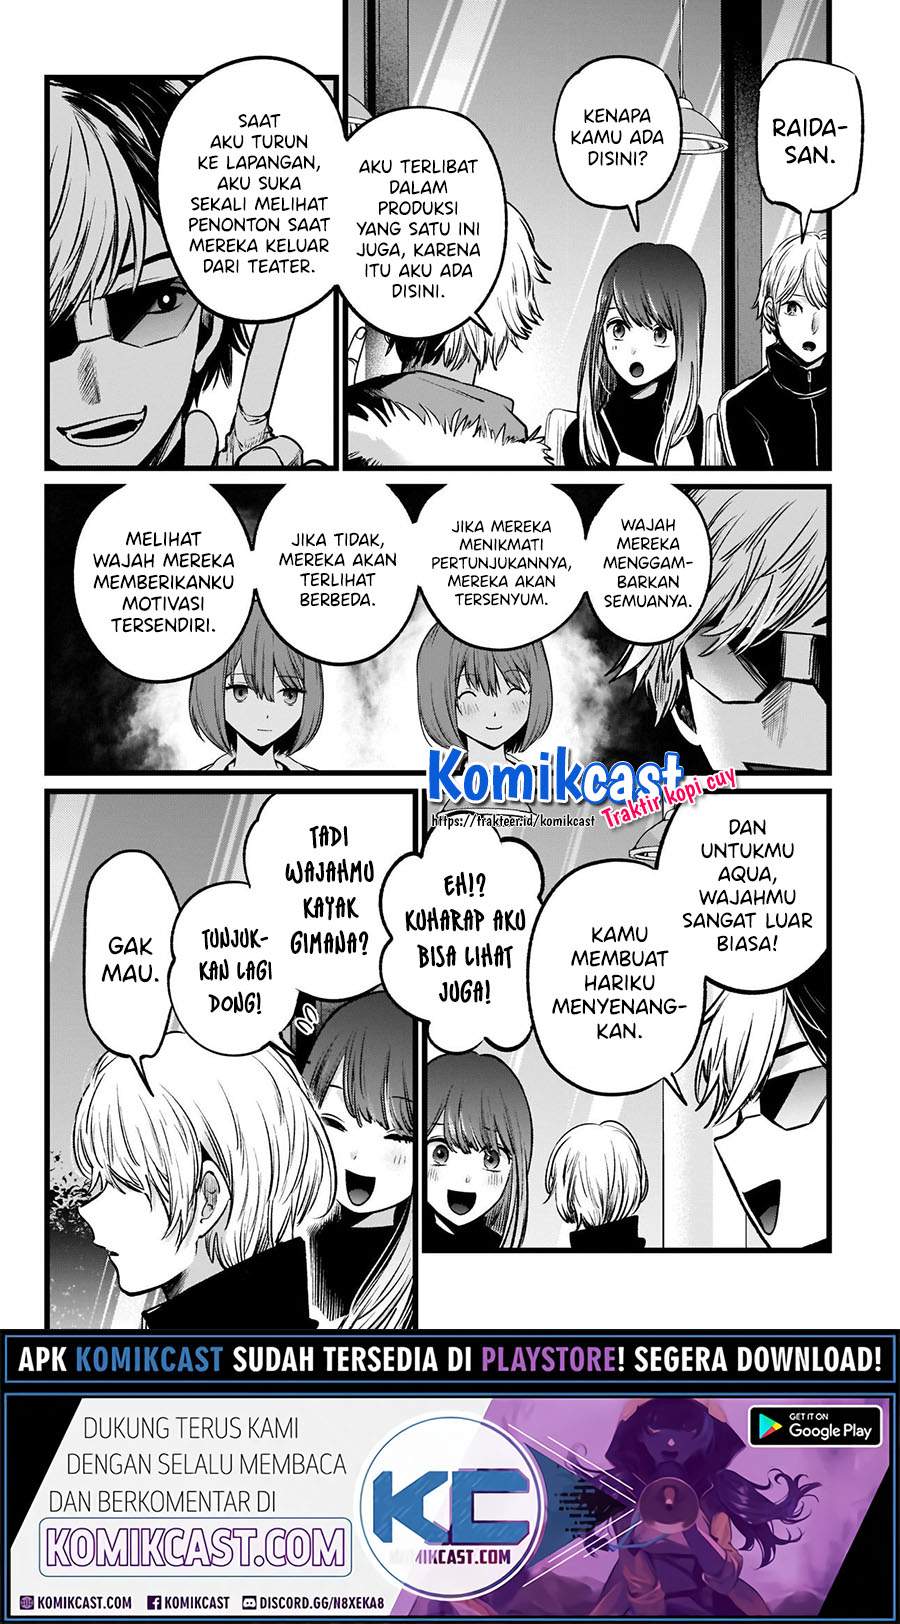 RAIDA-
SAN.
KENAPA
KAMU ADA
DISINI?
AKU TERLIBAT
DALAM
PRODUKSI
YANG SATU INI
JUGA, KARENA
ITU AKU ADA
DISINI.
SAAT
AKU TURUN
KE LAPANGAN,
AKU SUKA
SEKALI MELIHAT
PENONTON SAAT
MEREKA KELUAR
DARI TEATER.
WAJAH
MEREKA
MENGGAM-
BARKAN
SEMUANYA.
JIKA MEREKA
MENIKMATI
PERTUNJUKANNYA,
MEREKA AKAN
TERSENYUM.
JIKA TIDAK,
MEREKA AKAN
TERLIHAT
BERBEDA.
MELIHAT
WAJAH MEREKA
MEMBERIKANKU
MOTIVASI
TERSENDIRI.
Komikcast
Traktir kopi cuy
https://trakteer.id/komikcast
DAN
UNTUKMU
AQUA,
WAJAHMU
SANGAT LUAR
BIASA!
KAMU
MEMBUAT
HARIKU
MENYENANG-
KAN.
EH!?
KUHARAP AKU
BISA LIHAT
JUGA!
TADI
WAJAHMU
KAYAK
GIMANA?
TUNJUK-
KAN LAGI
DONG!
GAK
MAU.
APK KOMIKCAST SUDAH TERSEDIA DI PLAYSTORE! SEGERA DOWNLOAD!
DUKUNG TERUS KAMI
DENGAN SELALU MEMBACA
DAN BERKOMENTAR DI
KOMIKCAST.COM
KOMIKCAST.COM KOMIKCAST DISCORD.GG/N8XEKA8
KC
KOMIKCAST.COM
GET IT ON
Google Play